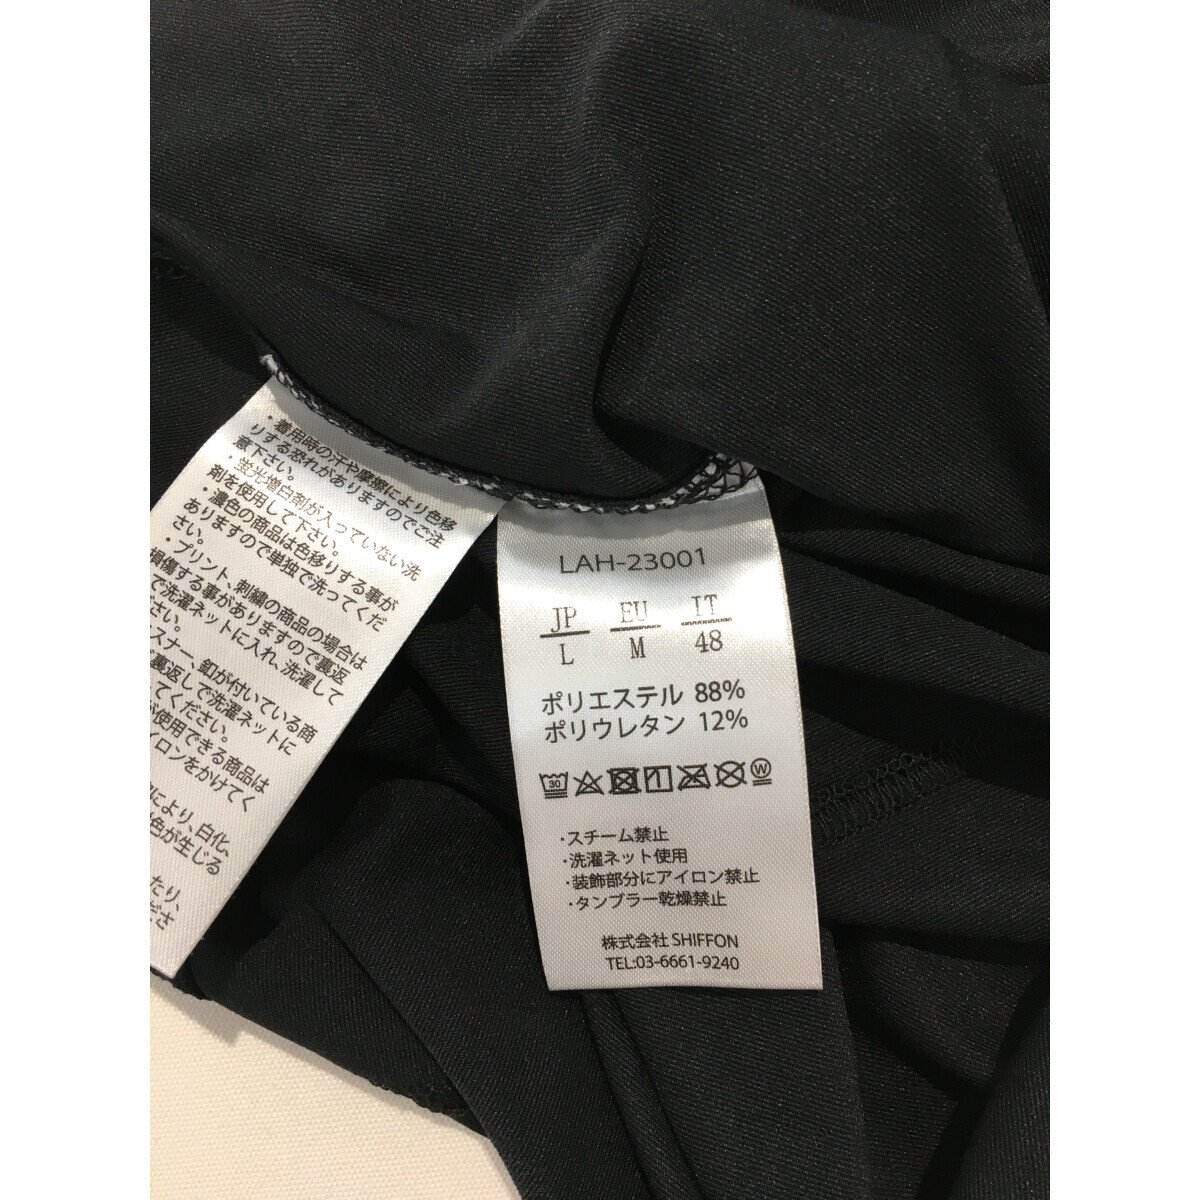 ・着用時の汗や摩擦により色移
りする恐れがありますのでご注
意下さい。
・蛍光増白剤が入っていない洗
剤を使用して下さい。
・濃色の商品は色移りする事が
ありますので単独で洗ってくだ
さい。
・プリント、刺繍の商品の場合は
損傷する事がありますので裏返
で洗濯ネットに入れ、洗濯して
さい。
スナー、釦が付いている商
裏返しで洗濯ネットに
てください。
使用できる商品は
イロンをかけてく
により、白化、
色が生じる
たり、
ださ
LAH-23001
JP EU IT
L M 48
ポリエステル 88%
ポリウレタン 12%
30 W
・スチーム禁止
・洗濯ネット使用
・装飾部分にアイロン禁止
・タンブラー乾燥禁止
株式会社 SHIFFON
TEL:03-6661-9240